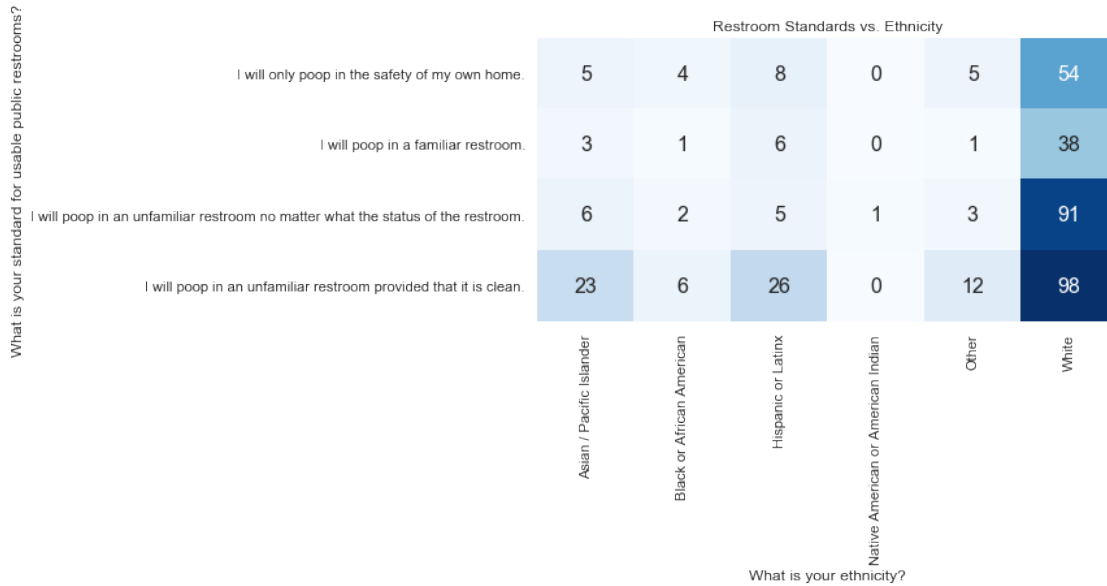 Restroom Standards vs. Ethnicity
What is your standard for usable public restrooms?
I will only poop in the safety of my own home. 5 4 8 0 5 54
I will poop in a familiar restroom. 3 1 6 0 1 38
I will poop in an unfamiliar restroom no matter what the status of the restroom. 6 2 5 1 3 91
I will poop in an unfamiliar restroom provided that it is clean. 23 6 26 0 12 98
Asian / Pacific Islander
Black or African American
Hispanic or Latinx
Native American or American Indian
Other
White
What is your ethnicity?